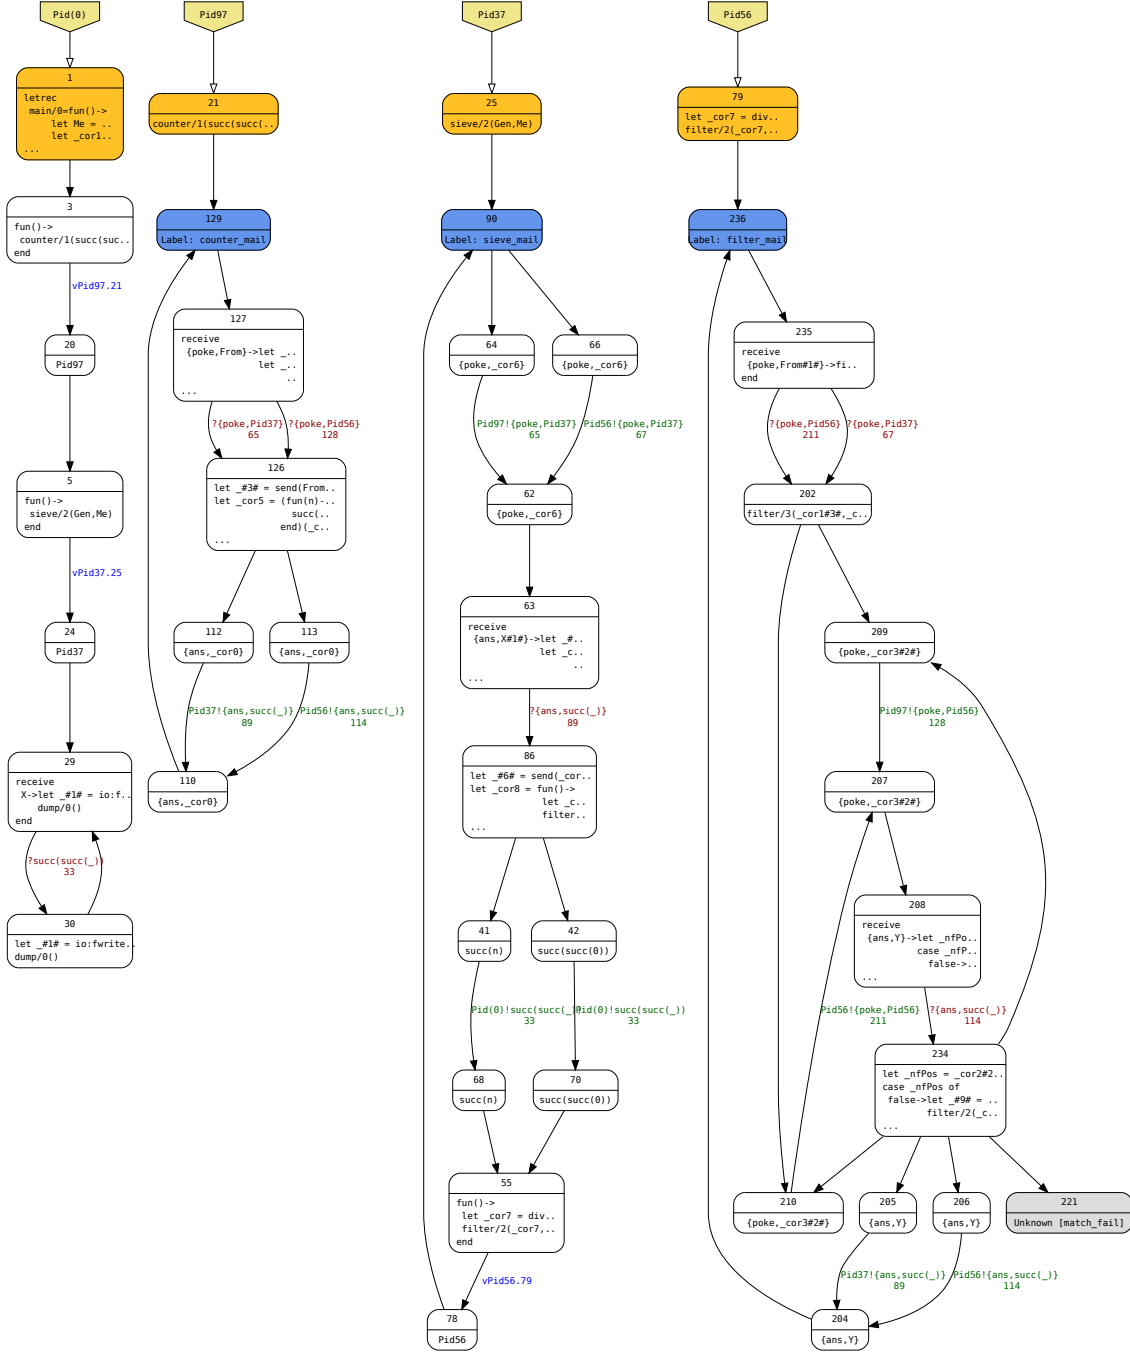 Pid(0)
1
letrec
main/0=fun()->
let Me = ..
let _cor1..
...
3
fun()->
counter/1(succ(suc..
end
vPid97.21
20
Pid97
5
fun()->
sieve/2(Gen,Me)
end
vPid37.25
24
Pid37
29
receive
X->let _#1# = io:f..
dump/0()
end
?succ(succ(_))
33
30
let _#1# = io:fwrite..
dump/0()
Pid97
21
counter/1(succ(succ(..
129
Label: counter_mail
127
receive
{poke,From}->let _..
let _..
..
...
?{poke,Pid37}
65
?{poke,Pid56}
128
126
let _#3# = send(From..
let _cor5 = (fun(n)-..
succ(..
end)(_c..
...
112
{ans,_cor0}
113
{ans,_cor0}
Pid37!{ans,succ(_)}
89
Pid56!{ans,succ(_)}
114
110
{ans,_cor0}
Pid37
25
sieve/2(Gen,Me)
90
Label: sieve_mail
64
{poke,_cor6}
66
{poke,_cor6}
Pid97!{poke,Pid37}
65
Pid56!{poke,Pid37}
67
62
{poke,_cor6}
63
receive
{ans,X#1#}->let _#..
let _c..
..
...
?{ans,succ(_)}
89
86
let _#6# = send(_cor..
let _cor8 = fun()->
let _c..
filter..
...
41
succ(n)
42
succ(succ(0))
Pid(0)!succ(succ(_))
33
Pid(0)!succ(succ(_))
33
68
succ(n)
70
succ(succ(0))
55
fun()->
let _cor7 = div..
filter/2(_cor7,..
end
vPid56.79
78
Pid56
Pid56
79
let _cor7 = div..
filter/2(_cor7,..
236
Label: filter_mail
235
receive
{poke,From#1#}->fi..
end
?{poke,Pid56}
211
?{poke,Pid37}
67
202
filter/3(_cor1#3#,_c..
209
{poke,_cor3#2#}
Pid97!{poke,Pid56}
128
207
{poke,_cor3#2#}
208
receive
{ans,Y}->let _nfPo..
case _nfP..
false->..
...
Pid56!{poke,Pid56}
211
?{ans,succ(_)}
114
234
let _nfPos = _cor2#2..
case _nfPos of
false->let _#9# = ..
filter/2(_c..
...
210
{poke,_cor3#2#}
205
{ans,Y}
206
{ans,Y}
221
Unknown [match_fail]
Pid37!{ans,succ(_)}
89
Pid56!{ans,succ(_)}
114
204
{ans,Y}